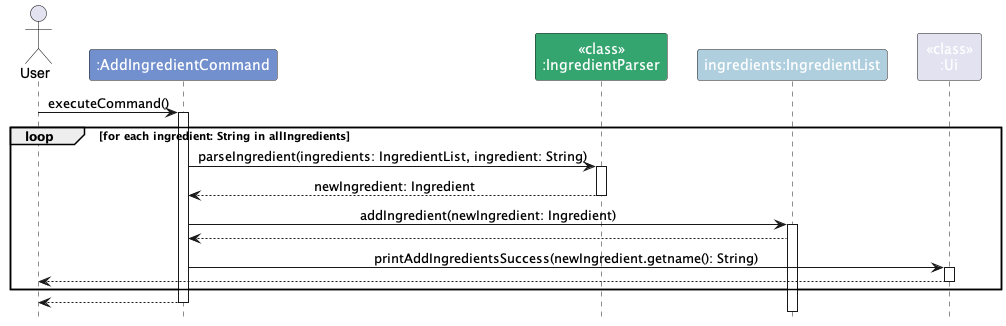 User
:AddIngredientCommand
«class»
:IngredientParser
ingredients:IngredientList
«class»
:Ui
executeCommand()
loop
[for each ingredient: String in allIngredients]
parseIngredient(ingredients: IngredientList, ingredient: String)
newIngredient: Ingredient
addIngredient(newIngredient: Ingredient)
printAddIngredientsSuccess(newIngredient.getname(): String)